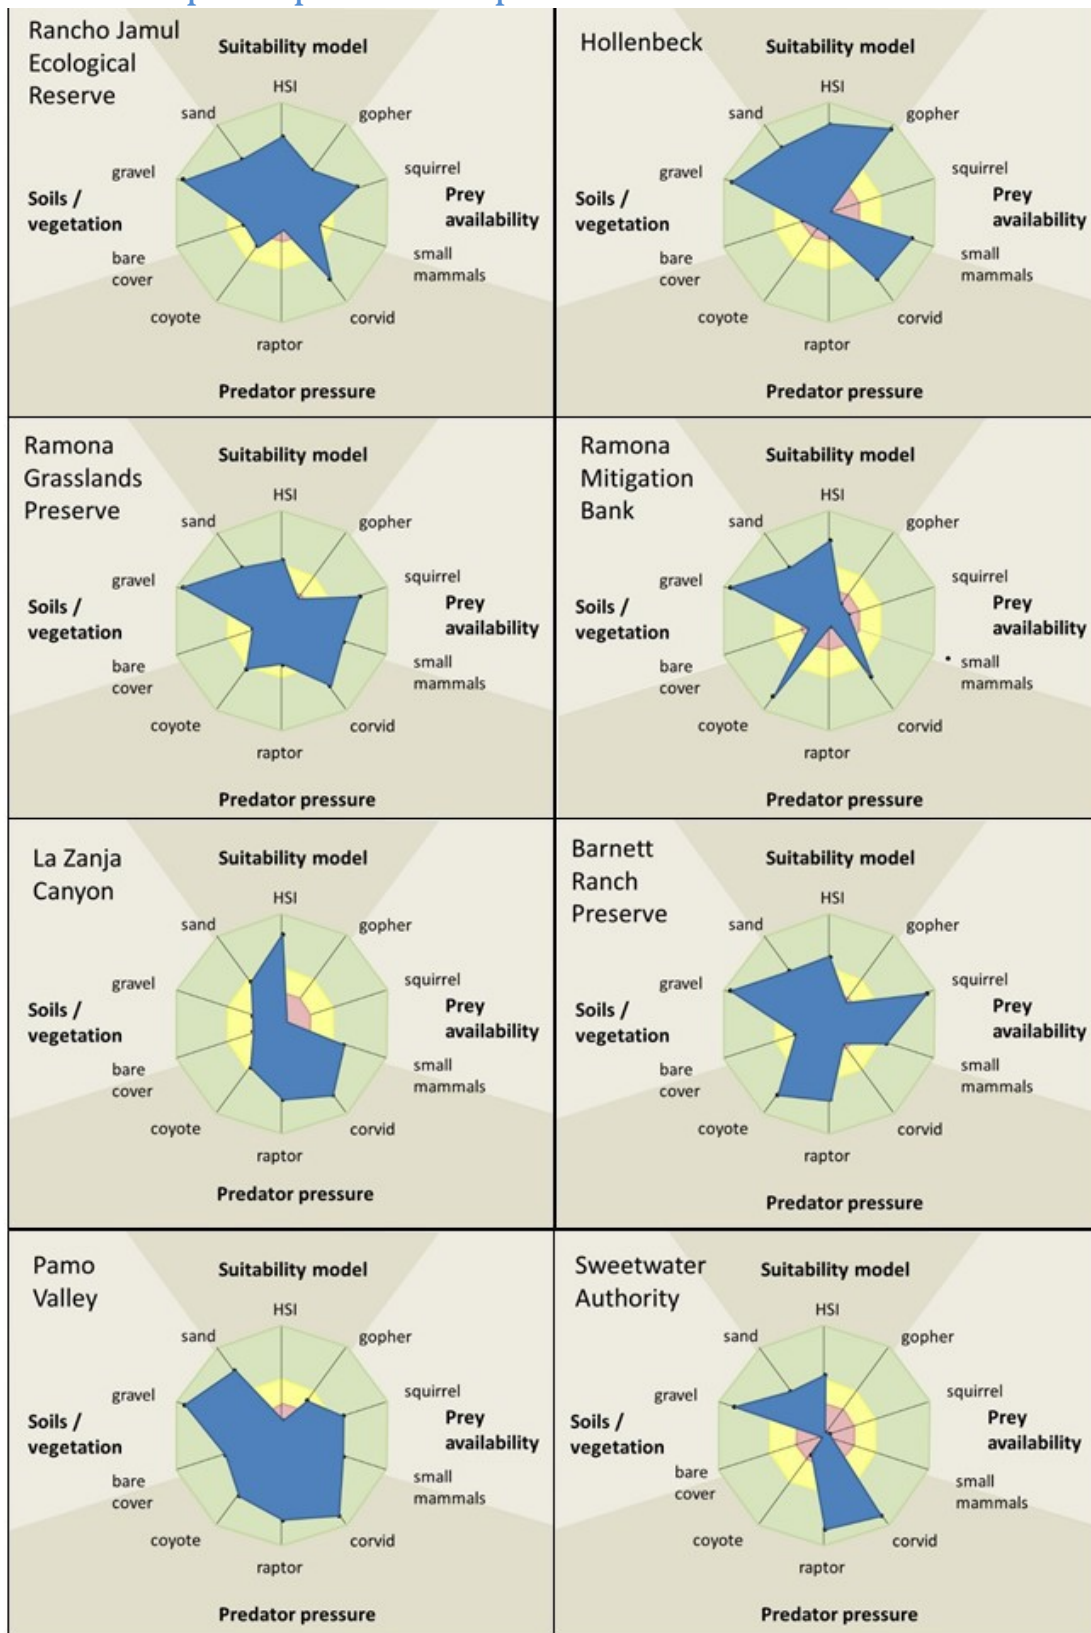 Rancho Jamul
Ecological
Reserve
Suitability model
HSI
sand
gopher
gravel
squirrel
Soils /
vegetation
Prey
availability
bare
cover
small
mammals
coyote
corvid
raptor
Predator pressure
Hollenbeck
Suitability model
HSI
sand
gopher
gravel
squirrel
Soils /
vegetation
Prey
availability
bare
cover
small
mammals
coyote
corvid
raptor
Predator pressure
Ramona
Grasslands
Preserve
Suitability model
HSI
sand
gopher
gravel
squirrel
Soils /
vegetation
Prey
availability
bare
cover
small
mammals
coyote
corvid
raptor
Predator pressure
Ramona
Mitigation
Bank
Suitability model
HSI
sand
gopher
gravel
squirrel
Soils /
vegetation
Prey
availability
bare
cover
small
mammals
coyote
corvid
raptor
Predator pressure
La Zanja
Canyon
Suitability model
HSI
sand
gopher
gravel
squirrel
Soils /
vegetation
Prey
availability
bare
cover
small
mammals
coyote
corvid
raptor
Predator pressure
Barnett
Ranch
Preserve
Suitability model
HSI
sand
gopher
gravel
squirrel
Soils /
vegetation
Prey
availability
bare
cover
small
mammals
coyote
corvid
raptor
Predator pressure
Pamo
Valley
Suitability model
HSI
sand
gopher
gravel
squirrel
Soils /
vegetation
Prey
availability
bare
cover
small
mammals
coyote
corvid
raptor
Predator pressure
Sweetwater
Authority
Suitability model
HSI
sand
gopher
gravel
squirrel
Soils /
vegetation
Prey
availability
bare
cover
small
mammals
coyote
corvid
raptor
Predator pressure